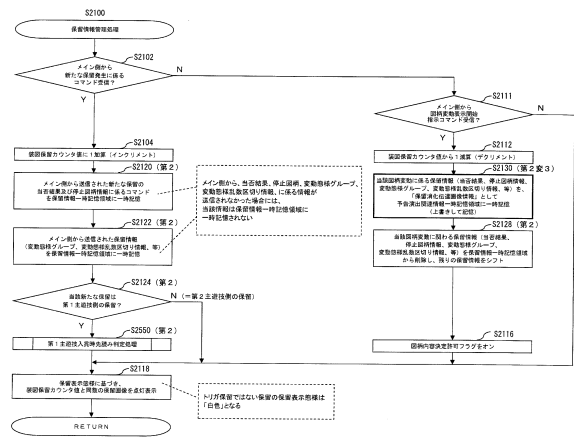 S2100
保留情報管理処理
S2102
メイン側から
新たな保留発生に係る
コマンド受信?
N
Y
S2104
装図保留カウンタ値に1加算(インクリメント)
S2120(第2)
メイン側から送信された新たな保留の
当否結果及び停止図柄情報に係るコマンド
を保留情報一時記憶領域に一時記憶
メイン側から、当否結果、停止図柄、変動態様グループ、
変動態様乱数区切り情報、に係る情報が
送信されなかった場合には、
当該情報は保留情報一時記憶領域に
一時記憶されない
S2122(第2)
メイン側から送信された保留情報
(変動態様グループ、変動態様乱数区切り情報、等)
を保留情報一時記憶領域に一時記憶
S2124(第2)
当該新たな保留は
第1主遊技側の保留?
N(=第2主遊技側の保留)
Y
S2550(第2)
第1主遊技入賞時先読み判定処理
S2118
保留表示態様に基づき、
装図保留カウンタ値と同数の保留画像を点灯表示
トリガ保留ではない保留の保留表示態様は
「白色」となる
RETURN
S2111
メイン側から
図柄変動表示開始
指示コマンド受信?
N
Y
S2112
装図保留カウンタ値から1減算(デクリメント)
S2130(第2変3)
当該図柄変動に係る保留情報(当否結果、停止図柄情報、
変動態様グループ、変動態様乱数区切り情報、等)を、
「保留消化伝達画像情報」として
予告演出関連情報一時記憶領域に一時記憶
(上書きして記憶)
S2128(第2)
当該図柄変動に関わる保留情報(当否結果、
停止図柄情報、変動態様グループ、
変動態様乱数区切り情報、等)を保留情報一時記憶領域
から削除し、残りの保留情報をシフト
S2116
図柄内容決定許可フラグをオン